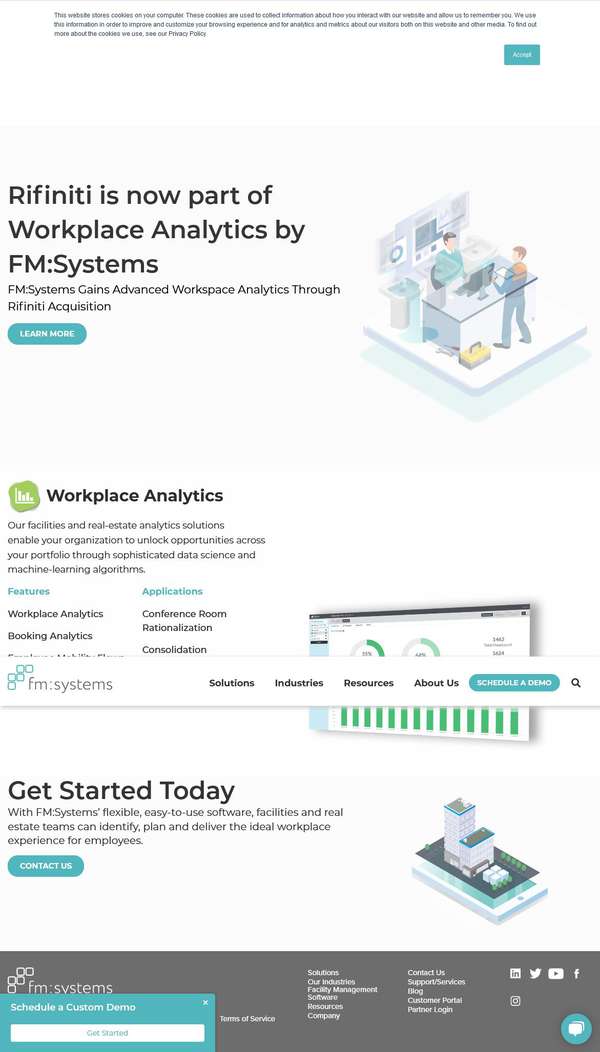 This website stores cookies on your computer. These cookies are used to collect information about how you interact with our website and allow us to remember you. We use
this information in order to improve and customize your browsing experience and for analytics and metrics about our visitors both on this website and other media. To find out
more about the cookies we use, see our Privacy Policy.
Accept
Rifiniti is now part of
Workplace Analytics by
FM:Systems
FM:Systems Gains Advanced Workspace Analytics Through
Rifiniti Acquisition
LEARN MORE
Workplace Analytics
Our facilities and real-estate analytics solutions
enable your organization to unlock opportunities across
your portfolio through sophisticated data science and
machine-learning algorithms.
Features
Applications
Workplace Analytics
Conference Room
Rationalization
Booking Analytics
Consolidation
fm:systems
Solutions
Industries
Resources
About Us
SCHEDULE A DEMO
Get Started Today
With FM:Systems' flexible, easy-to-use software, facilities and real
estate teams can identify, plan and deliver the ideal workplace
experience for employees.
CONTACT US
fm:systems
Solutions
Our Industries
Facility Management
Software
Resources
Company
Contact Us
Support/Services
Blog
Customer Portal
Partner Login
Terms of Service
Schedule a Custom Demo
×
Get Started